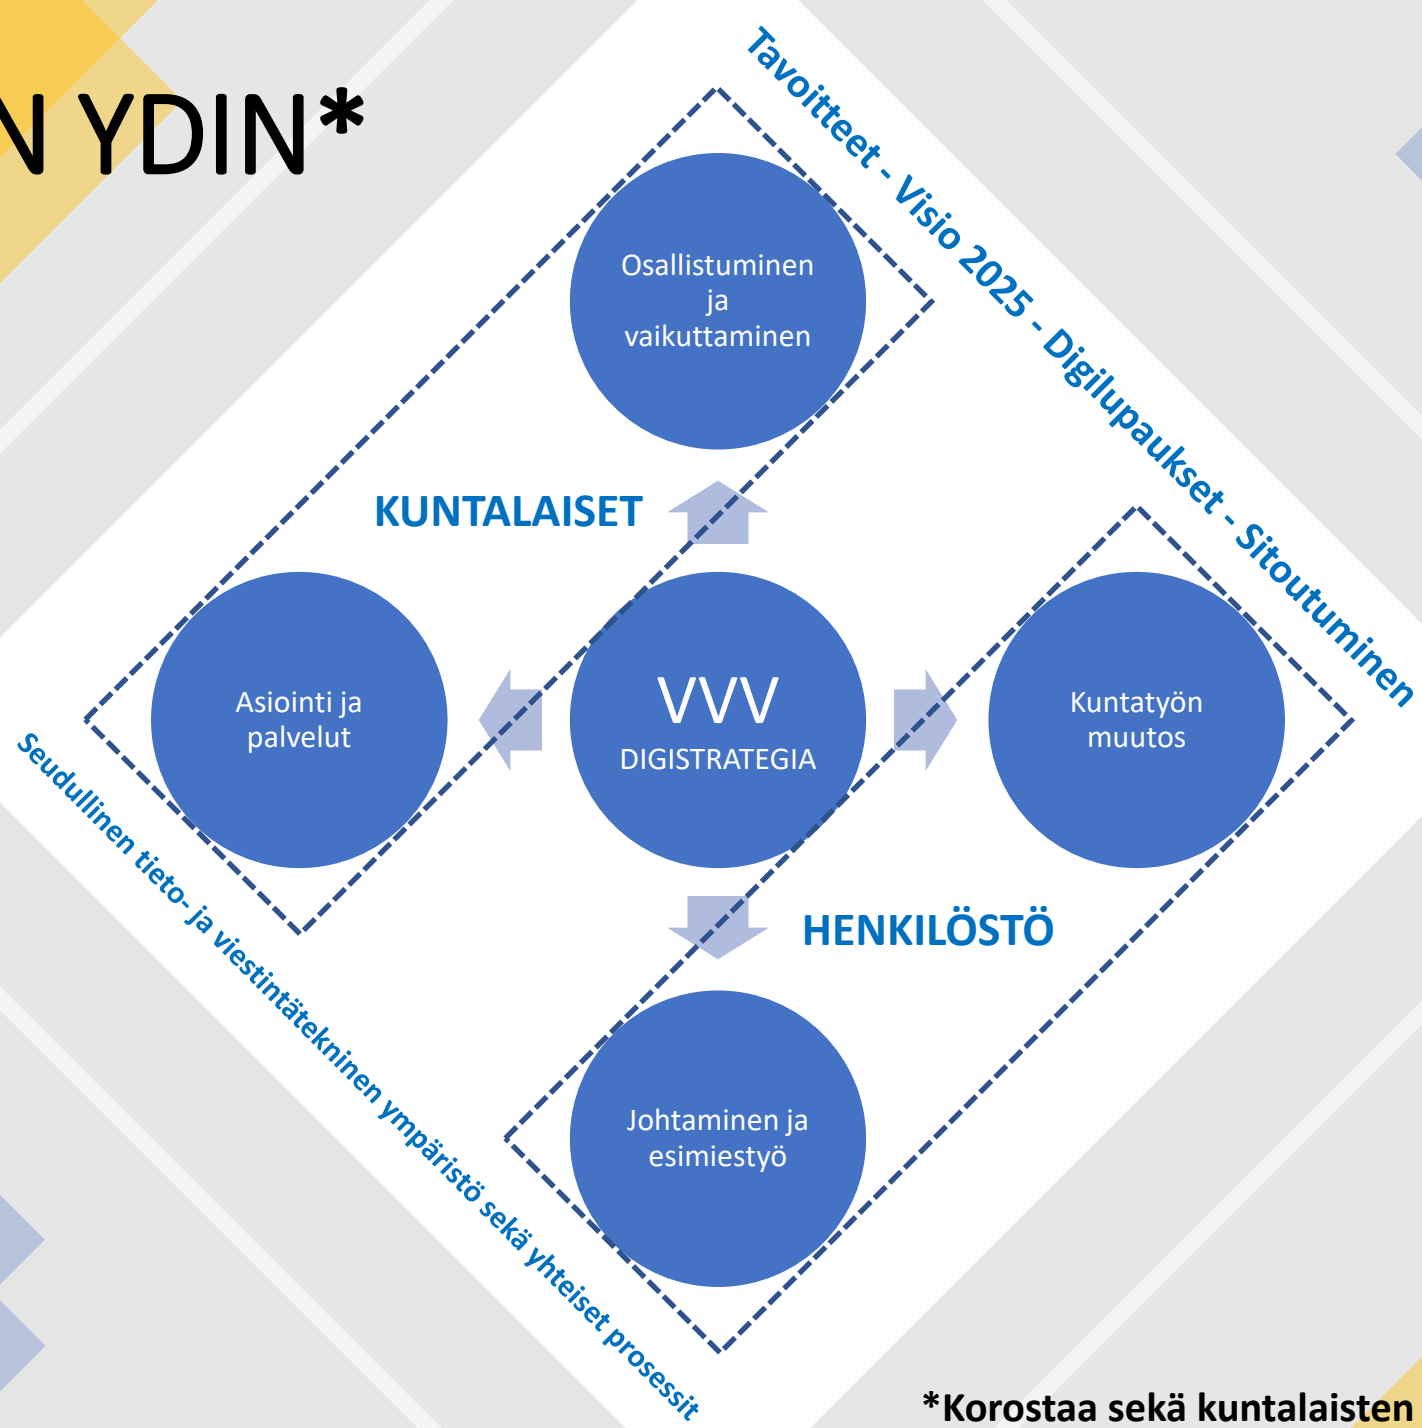 N YDIN*
Tavoitteet - Visio 2025 - Digilupaukset - Sitoutuminen
Osallistuminen
ja
vaikuttaminen
KUNTALAISET
Asiointi ja
palvelut
VVV
DIGISTRATEGIA
Kuntatyön
muutos
HENKILÖSTÖ
Johtaminen ja
esimiestyö
Seudullinen tieto- ja viestintätekninen ympäristö sekä yhteiset prosessit
*Korostaa sekä kuntalaisten